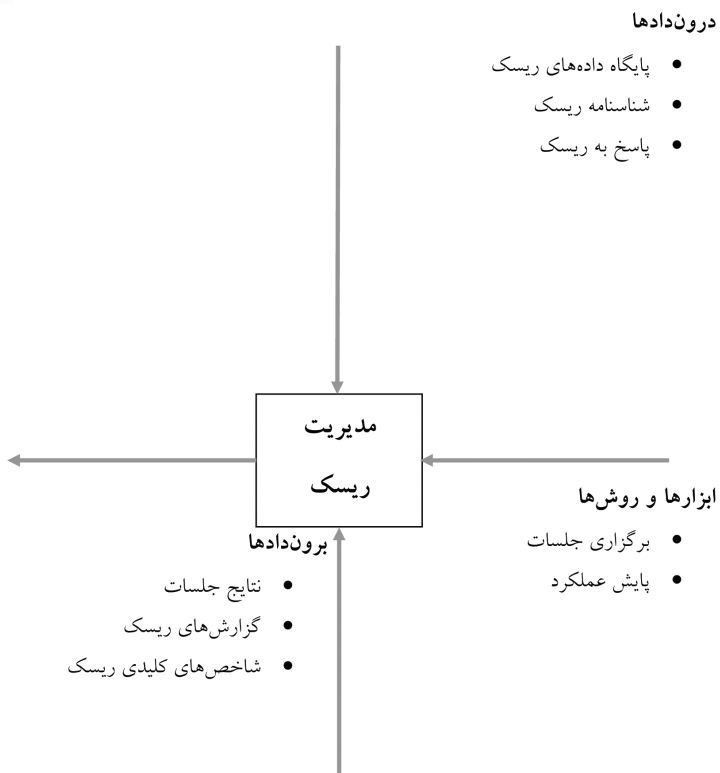 درون‌دادها
• پایگاه داده‌های ریسک
• شناسنامه ریسک
• پاسخ به ریسک
مدیریت
ریسک
ابزارها و روش‌ها
• برگزاری جلسات
• پایش عملکرد
برون‌دادها
• نتایج جلسات
• گزارش‌های ریسک
• شاخص‌های کلیدی ریسک